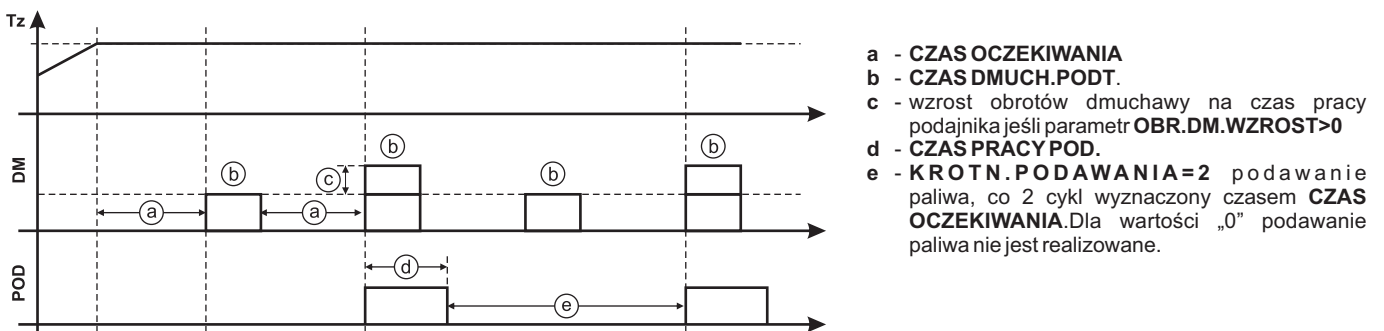 Tz
DM
POD
a
b
a
c
b
b
b
d
e
a - CZAS OCZEKIWANIA
b - CZAS DMUCH.PODT.
c - wzrost obrotów dmuchawy na czas pracy
podajnika jeśli parametr OBR.DM.WZROST>0
d - CZAS PRACY POD.
e - KROTN.PODAWANIA=2 podawanie
paliwa, co 2 cykl wyznaczony czasem CZAS
OCZEKIWANIA.Dla wartości „0” podawanie
paliwa nie jest realizowane.